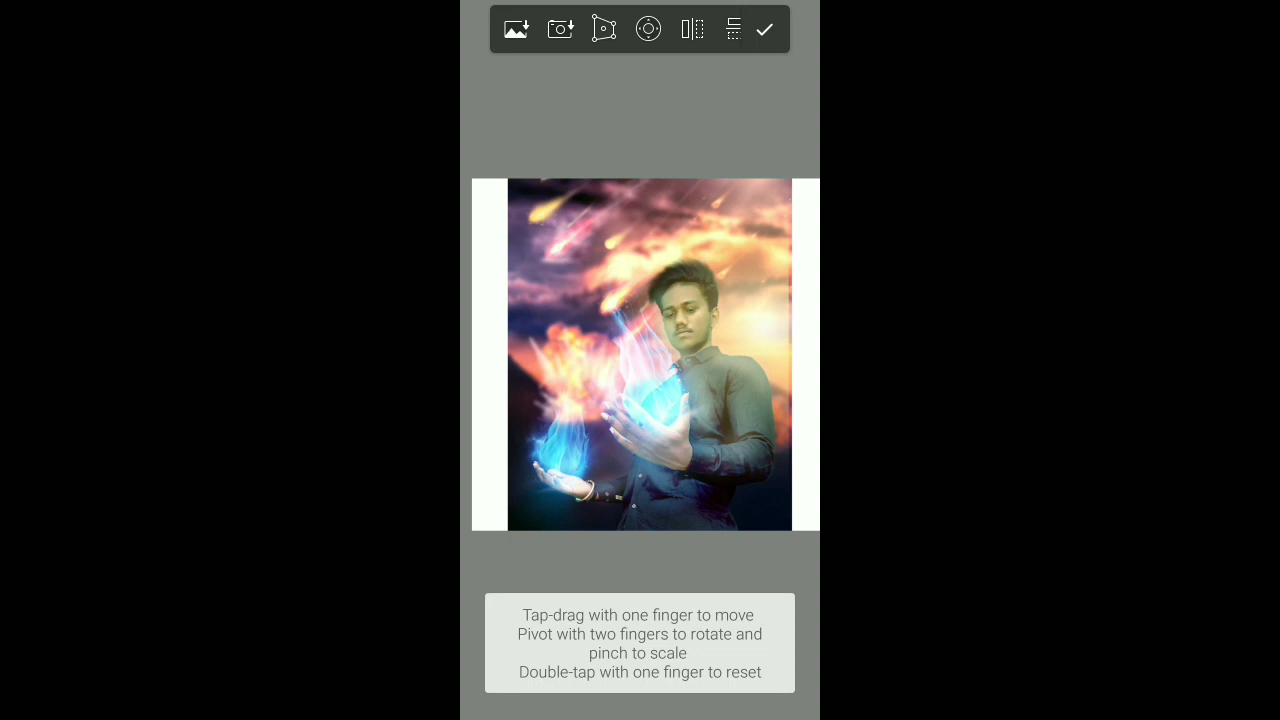 Tap-drag with one finger to move
Pivot with two fingers to rotate and
pinch to scale
Double-tap with one finger to reset